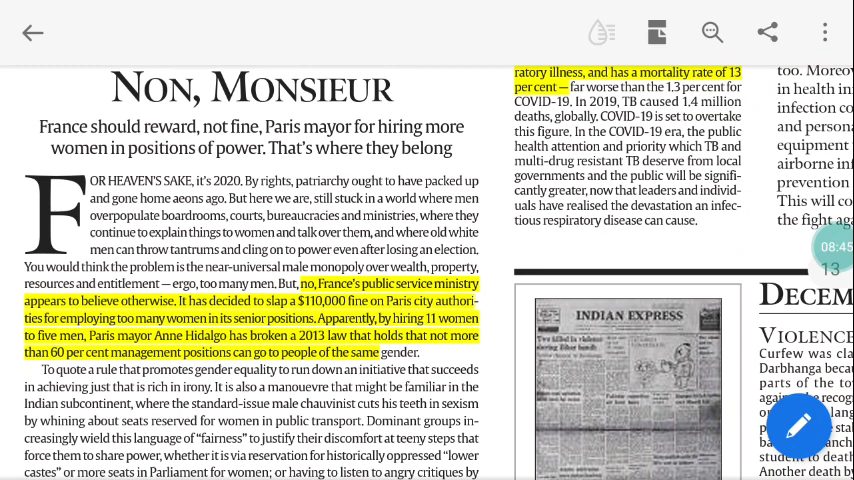 NON, MONSIEUR
France should reward, not fine, Paris mayor for hiring more
women in positions of power. That's where they belong
FOR HEAVEN'S SAKE, it's 2020. By rights, patriarchy ought to have packed up
and gone home aeons ago. But here we are, still stuck in a world where men
overpopulate boardrooms, courts, bureaucracies and ministries, where they
continue to explain things to women and talk over them, and where old white
men can throw tantrums and cling on to power even after losing an election.
You would think the problem is the near-universal male monopoly over wealth, property,
resources and entitlement — ergo, too many men. But, no, France's public service ministry
appears to believe otherwise. It has decided to slap a $110,000 fine on Paris city authori-
ties for employing too many women in its senior positions. Apparently, by hiring 11 women
to five men, Paris mayor Anne Hidalgo has broken a 2013 law that holds that not more
than 60 per cent management positions can go to people of the same gender.
To quote a rule that promotes gender equality to run down an initiative that succeeds
in achieving just that is rich in irony. It is also a manouevre that might be familiar in the
Indian subcontinent, where the standard-issue male chauvinist cuts his teeth in sexism
by whining about seats reserved for women in public transport. Dominant groups in-
creasingly wield this language of "fairness" to justify their discomfort at teeny steps that
force them to share power, whether it is via reservation for historically oppressed "lower
castes" or more seats in Parliament for women; or having to listen to angry critiques by
ratory illness, and has a mortality rate of 13
per cent — far worse than the 1.3 per cent for
COVID-19. In 2019, TB caused 1.4 million
deaths, globally. COVID-19 is set to overtake
this figure. In the COVID-19 era, the public
health attention and priority which TB and
multi-drug resistant TB deserve from local
governments and the public will be signifi-
cantly greater, now that leaders and individ-
uals have realised the devastation an infec-
tious respiratory disease can cause.
INDIAN EXPRESS
too. Moreov
in health in
infection co
and persona
equipment
airborne inf
prevention
This will co
the fight aga
08:45
13
DECEM
VIOLENCE
Curfew was cla
Darbhanga becau
parts of the to
student to death
Another death by